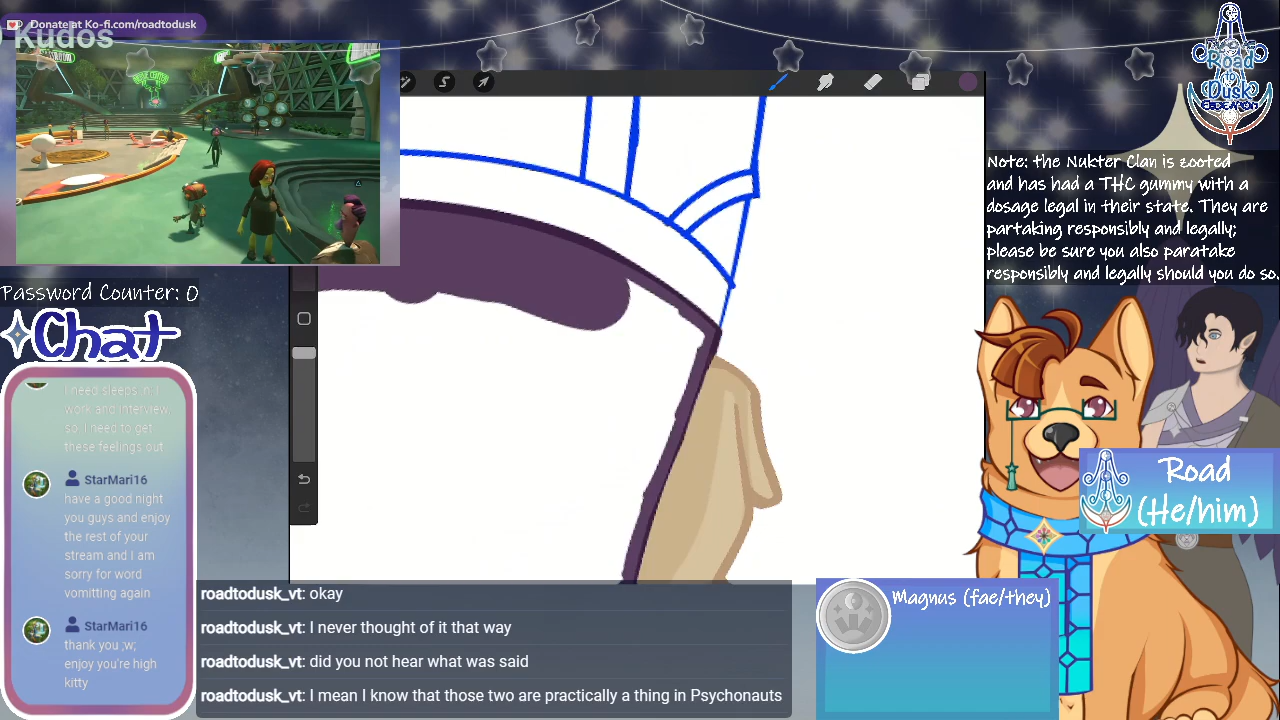 Donate at Ko-fi.com/roadtodusk
Kudos
Road
to
Dusk
Note: the Nukter Clan is zooted
and has had a THC gummy with a
dosage legal in their state. They are
partaking responsibly and legally;
please be sure you also paratake
responsibly and legally should you do so.
Password Counter: 0
Chat
I need sleeps
work and interview
so. I need to get
these feelings out
StarMari16
have a good night
you guys and enjoy
the rest of your
stream and I am
sorry for word
vomitting again
StarMari16
thank you ;w;
enjoy you're high
kitty
roadtodusk_vt: okay
roadtodusk_vt: I never thought of it that way
roadtodusk_vt: did you not hear what was said
roadtodusk_vt: I mean I know that those two are practically a thing in Psychonauts
Road
(He/him)
Magnus (fae/they)